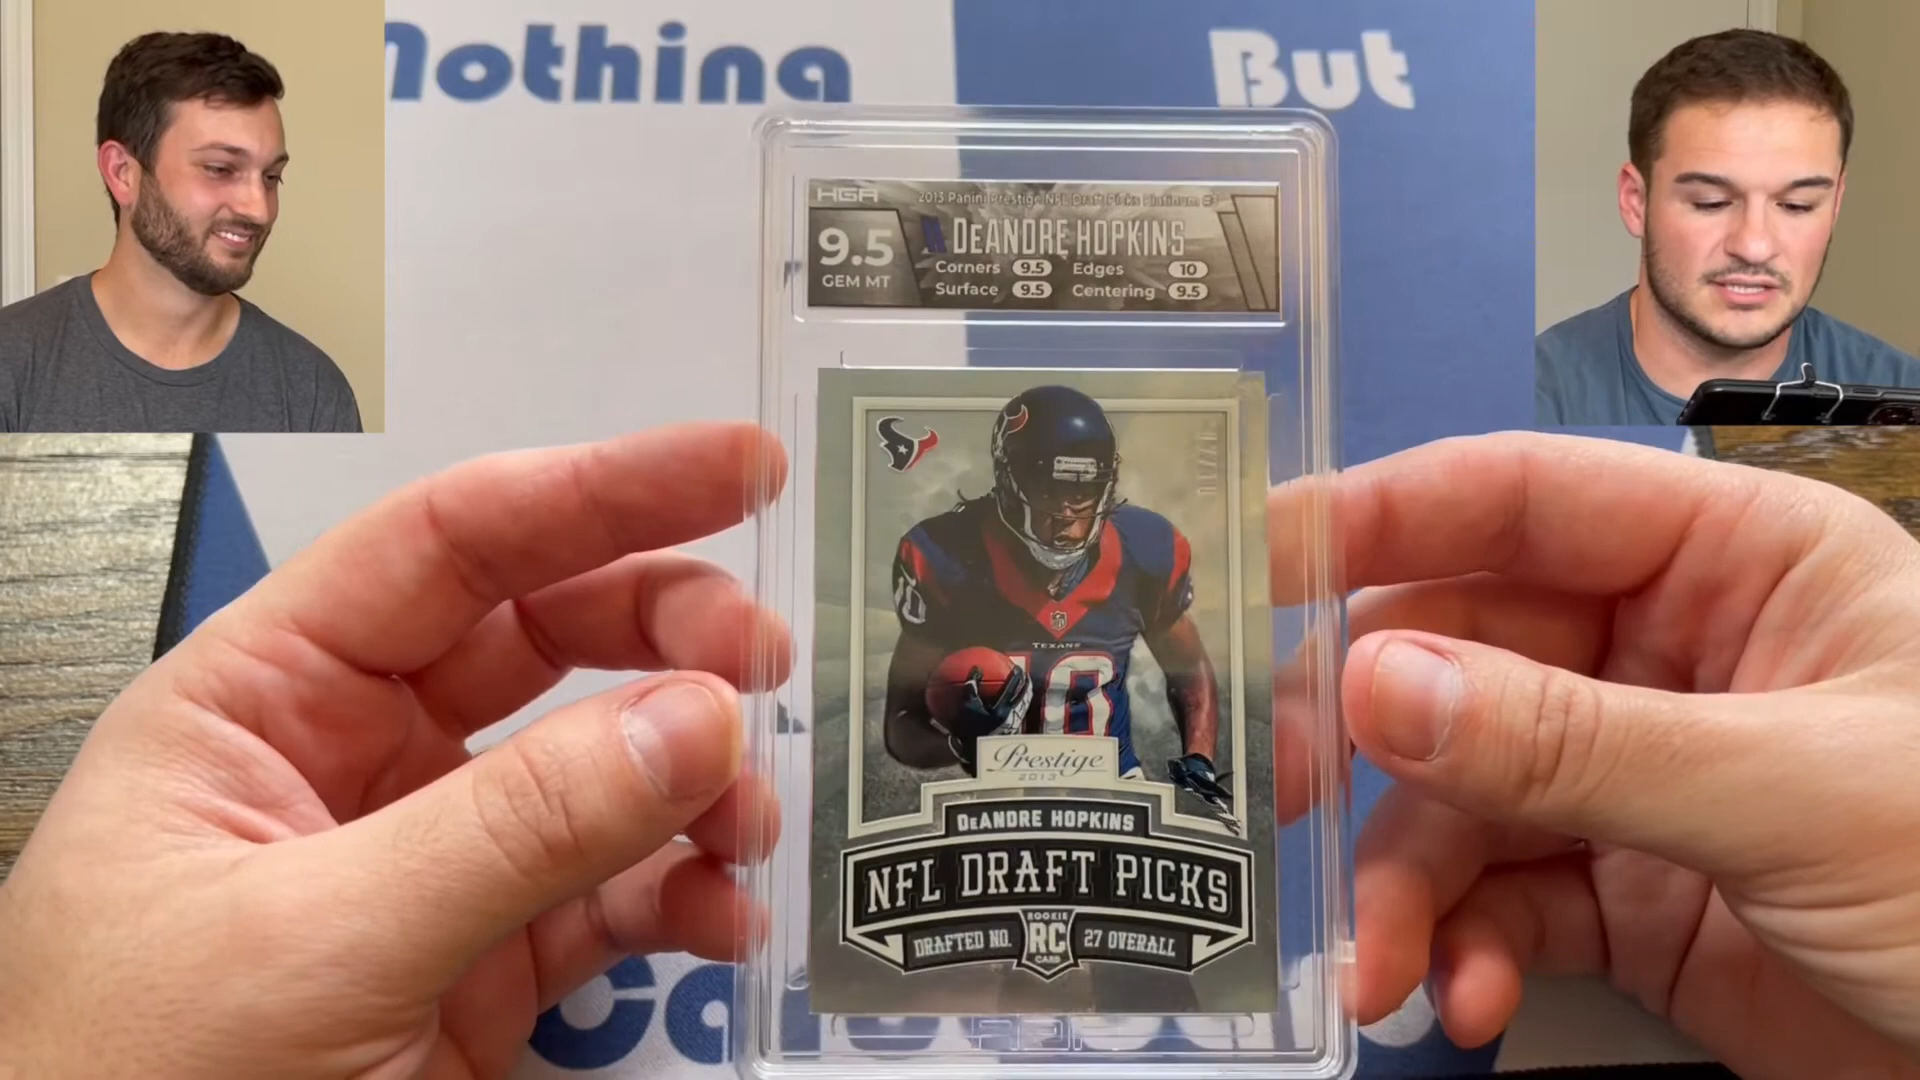 Nothing But
HGA
2013 Panini Prestige NFL Draft Picks Platinum
9.5
GEM MT
DEANDRE HOPKINS
Corners 9.5 Edges 10
Surface 9.5 Centering 9.5
10
TEXANS
10
Prestige
2013
DEANDRE HOPKINS
NFL DRAFT PICKS
DRAFTED NO. 27 OVERALL
ROOKIE
RC
CARD